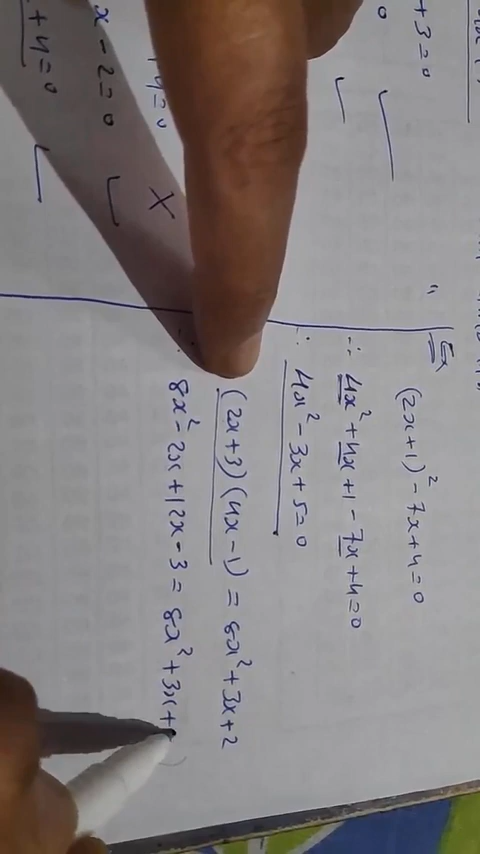 + 3 = 0
x - 2 = 0
+ 4 = 0
Ex
(2x+1)² - 7x + 4 = 0
∴ 4x² + 4x + 1 - 7x + 4 = 0
∴ 4x² - 3x + 5 = 0
(2x+3) (4x-1) = 8x² + 3x + 2
∴ 8x² - 2x + 12x - 3 = 8x² + 3x +